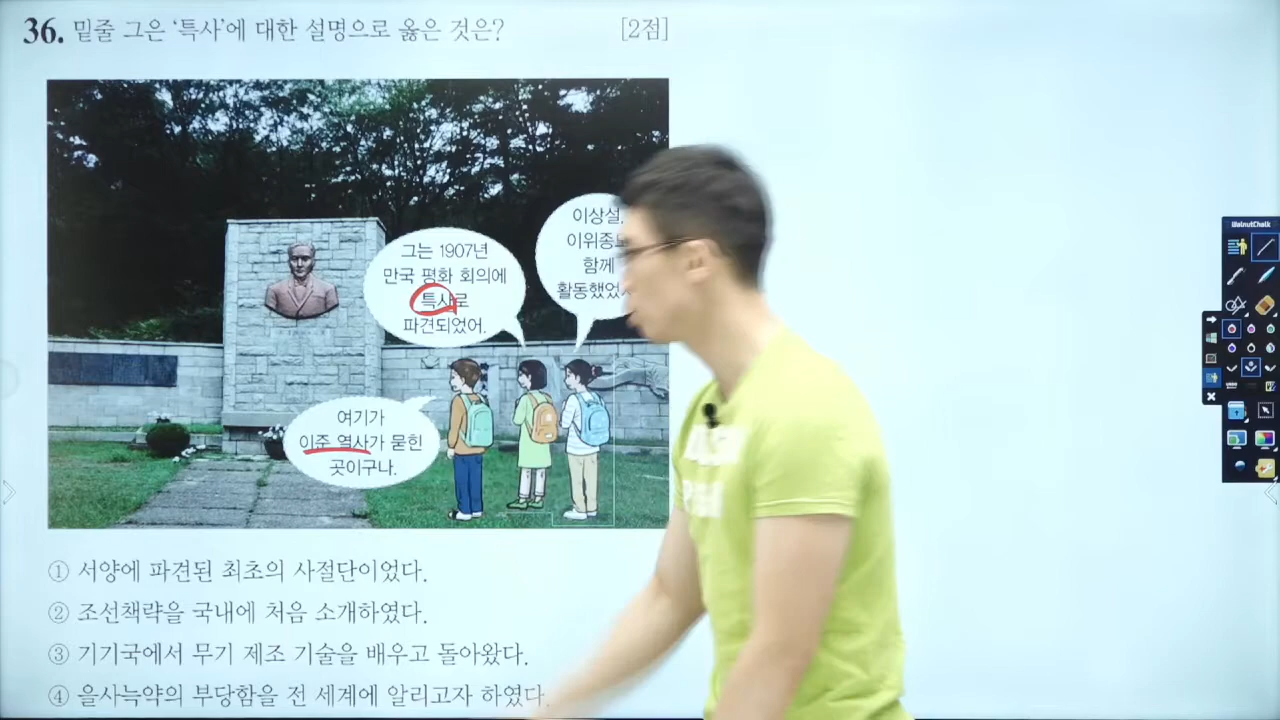 36. 밑줄 그은 ‘특사’에 대한 설명으로 옳은 것은? [2점]
그는 1907년
만국 평화 회의에
특사로
파견되었어.
이상설,
함께
여기가
이준 열사가 묻힌
곳이구나.
① 서양에 파견된 최초의 사절단이었다.
② 조선책략을 국내에 처음 소개하였다.
③ 기기국에서 무기 제조 기술을 배우고 돌아왔다.
④ 을사늑약의 부당함을 전 세계에 알리고자 하였다.
WalnutChalk